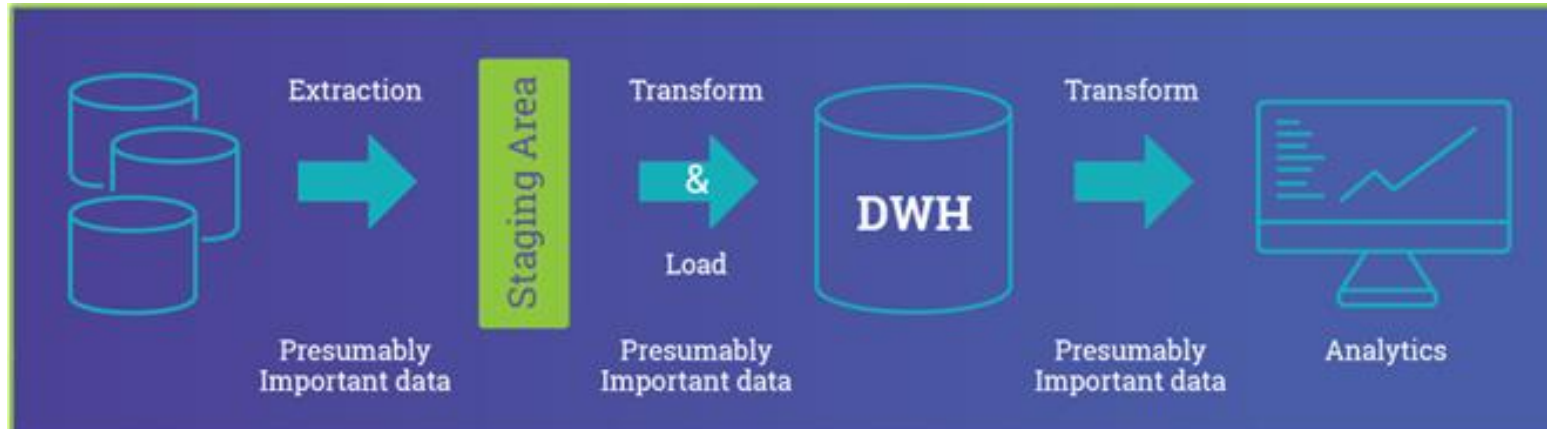 Extraction
Presumably
Important data
Staging Area
Transform
&
Load
Presumably
Important data
DWH
Transform
Presumably
Important data
Analytics